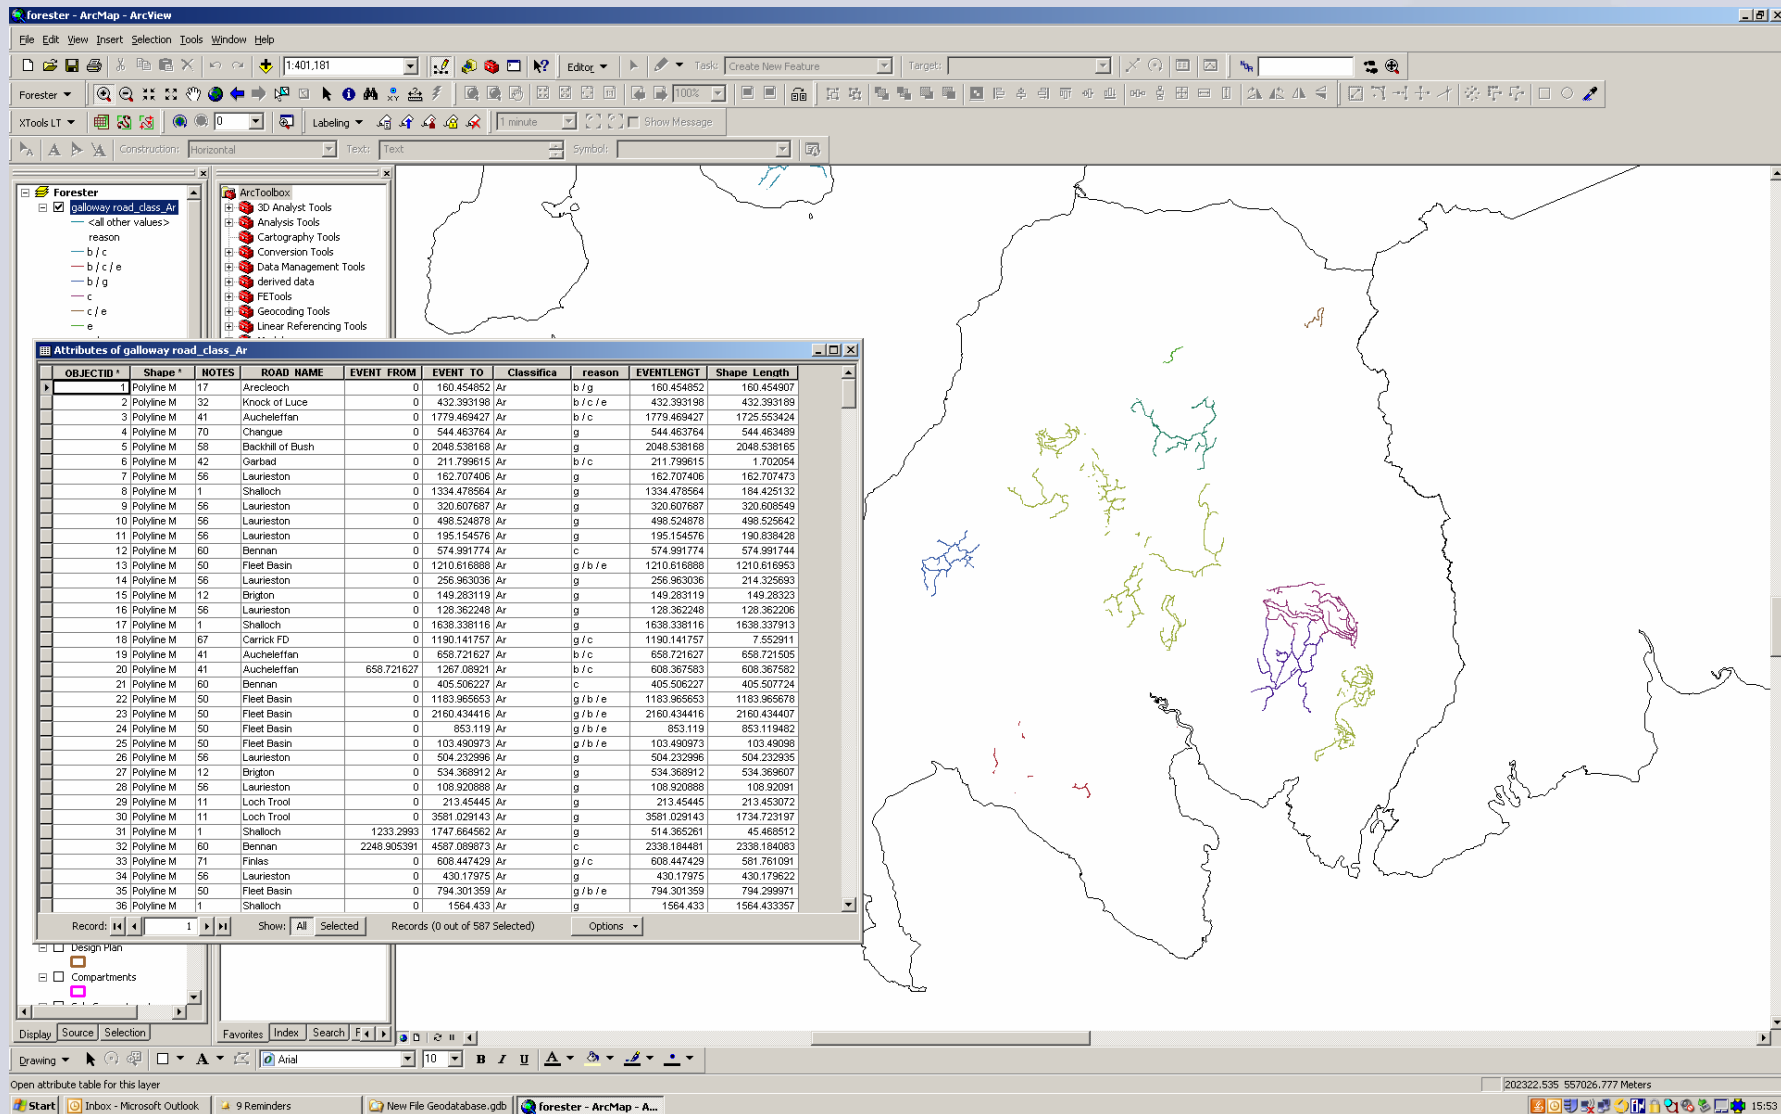 forester - ArcMap - ArcView
File Edit View Insert Selection Tools Window Help
1:401,181 Editor Task: Create New Feature Target:
Forester 100%
XTools LT 0 Labeling 1 minute Show Message
Construction: Horizontal Text: Text Symbol:
Forester
galloway road_class_Ar
<all other values>
reason
b / c
b / c / e
b / g
c
c / e
e
ArcToolbox
3D Analyst Tools
Analysis Tools
Cartography Tools
Conversion Tools
Data Management Tools
derived data
FETools
Geocoding Tools
Linear Referencing Tools
Attributes of galloway road_class_Ar
OBJECTID * Shape * NOTES ROAD_NAME EVENT_FROM EVENT_TO Classifica reason EVENTLENGT Shape_Length
1 Polyline M 17 Arecleoch 0 160.454852 Ar b / g 160.454852 160.454907
2 Polyline M 32 Knock of Luce 0 432.393198 Ar b / c / e 432.393198 432.393189
3 Polyline M 41 Aucheleffan 0 1779.469427 Ar b / c 1779.469427 1725.553424
4 Polyline M 70 Changue 0 544.463764 Ar g 544.463764 544.463489
5 Polyline M 58 Backhill of Bush 0 2048.538168 Ar g 2048.538168 2048.538165
6 Polyline M 42 Garbad 0 211.799615 Ar b / c 211.799615 1.702054
7 Polyline M 56 Laurieston 0 162.707406 Ar g 162.707406 162.707473
8 Polyline M 1 Shalloch 0 1334.478564 Ar g 1334.478564 184.425132
9 Polyline M 56 Laurieston 0 320.607687 Ar g 320.607687 320.608549
10 Polyline M 56 Laurieston 0 498.524878 Ar g 498.524878 498.525642
11 Polyline M 56 Laurieston 0 195.154576 Ar g 195.154576 190.838428
12 Polyline M 60 Bennan 0 574.991774 Ar c 574.991774 574.991744
13 Polyline M 50 Fleet Basin 0 1210.616888 Ar g / b / e 1210.616888 1210.616953
14 Polyline M 56 Laurieston 0 256.963036 Ar g 256.963036 214.325693
15 Polyline M 12 Brigton 0 149.283119 Ar g 149.283119 149.28323
16 Polyline M 56 Laurieston 0 128.362248 Ar g 128.362248 128.362206
17 Polyline M 1 Shalloch 0 1638.338116 Ar g 1638.338116 1638.337913
18 Polyline M 67 Carrick FD 0 1190.141757 Ar g / c 1190.141757 7.552911
19 Polyline M 41 Aucheleffan 0 658.721627 Ar b / c 658.721627 658.721505
20 Polyline M 41 Aucheleffan 658.721627 1267.08921 Ar b / c 608.367583 608.367582
21 Polyline M 60 Bennan 0 405.506227 Ar c 405.506227 405.507724
22 Polyline M 50 Fleet Basin 0 1183.965653 Ar g / b / e 1183.965653 1183.965678
23 Polyline M 50 Fleet Basin 0 2160.434416 Ar g / b / e 2160.434416 2160.434407
24 Polyline M 50 Fleet Basin 0 853.119 Ar g / b / e 853.119 853.119482
25 Polyline M 50 Fleet Basin 0 103.490973 Ar g / b / e 103.490973 103.49098
26 Polyline M 56 Laurieston 0 504.232996 Ar g 504.232996 504.232935
27 Polyline M 12 Brigton 0 534.368912 Ar g 534.368912 534.369607
28 Polyline M 56 Laurieston 0 108.920888 Ar g 108.920888 108.92091
29 Polyline M 11 Loch Trool 0 213.45445 Ar g 213.45445 213.453072
30 Polyline M 11 Loch Trool 0 3581.029143 Ar g 3581.029143 1734.723197
31 Polyline M 1 Shalloch 1233.2993 1747.664562 Ar g 514.365261 45.468512
32 Polyline M 60 Bennan 2248.905391 4587.089873 Ar c 2338.184481 2338.184083
33 Polyline M 71 Finlas 0 608.447429 Ar g / c 608.447429 581.761091
34 Polyline M 56 Laurieston 0 430.17975 Ar g 430.17975 430.179622
35 Polyline M 50 Fleet Basin 0 794.301359 Ar g / b / e 794.301359 794.299971
36 Polyline M 1 Shalloch 0 1564.433 Ar g 1564.433 1564.433357
Record: 1 Show: All Selected Records (0 out of 587 Selected) Options
Design Plan
Compartments
Display Source Selection
Favorites Index Search
Drawing A Arial 10 B I U A
Open attribute table for this layer
202322.535 557026.777 Meters
Start Inbox - Microsoft Outlook 9 Reminders New File Geodatabase.gdb forester - ArcMap - A... 15:53